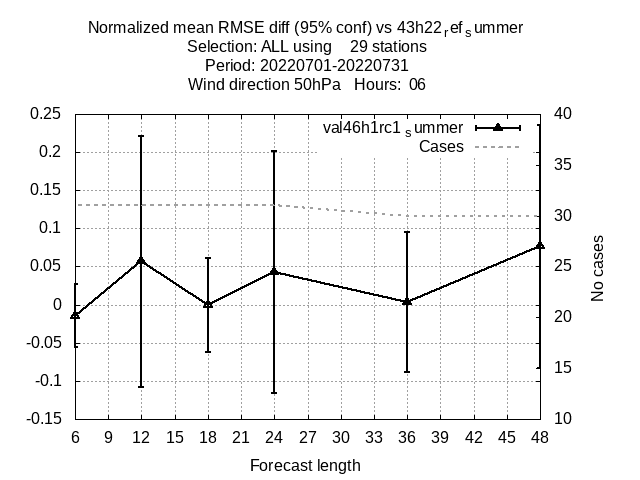 Normalized mean RMSE diff (95% conf) vs 43h22refsummer
Selection: ALL using 29 stations
Period: 20220701-20220731
Wind direction 50hPa Hours: 06
0.25
0.2
0.15
0.1
0.05
0
-0.05
-0.1
-0.15
40
35
30
25
20
15
10
val46h1rc1summer
Cases
No cases
6 9 12 15 18 21 24 27 30 33 36 39 42 45 48
Forecast length